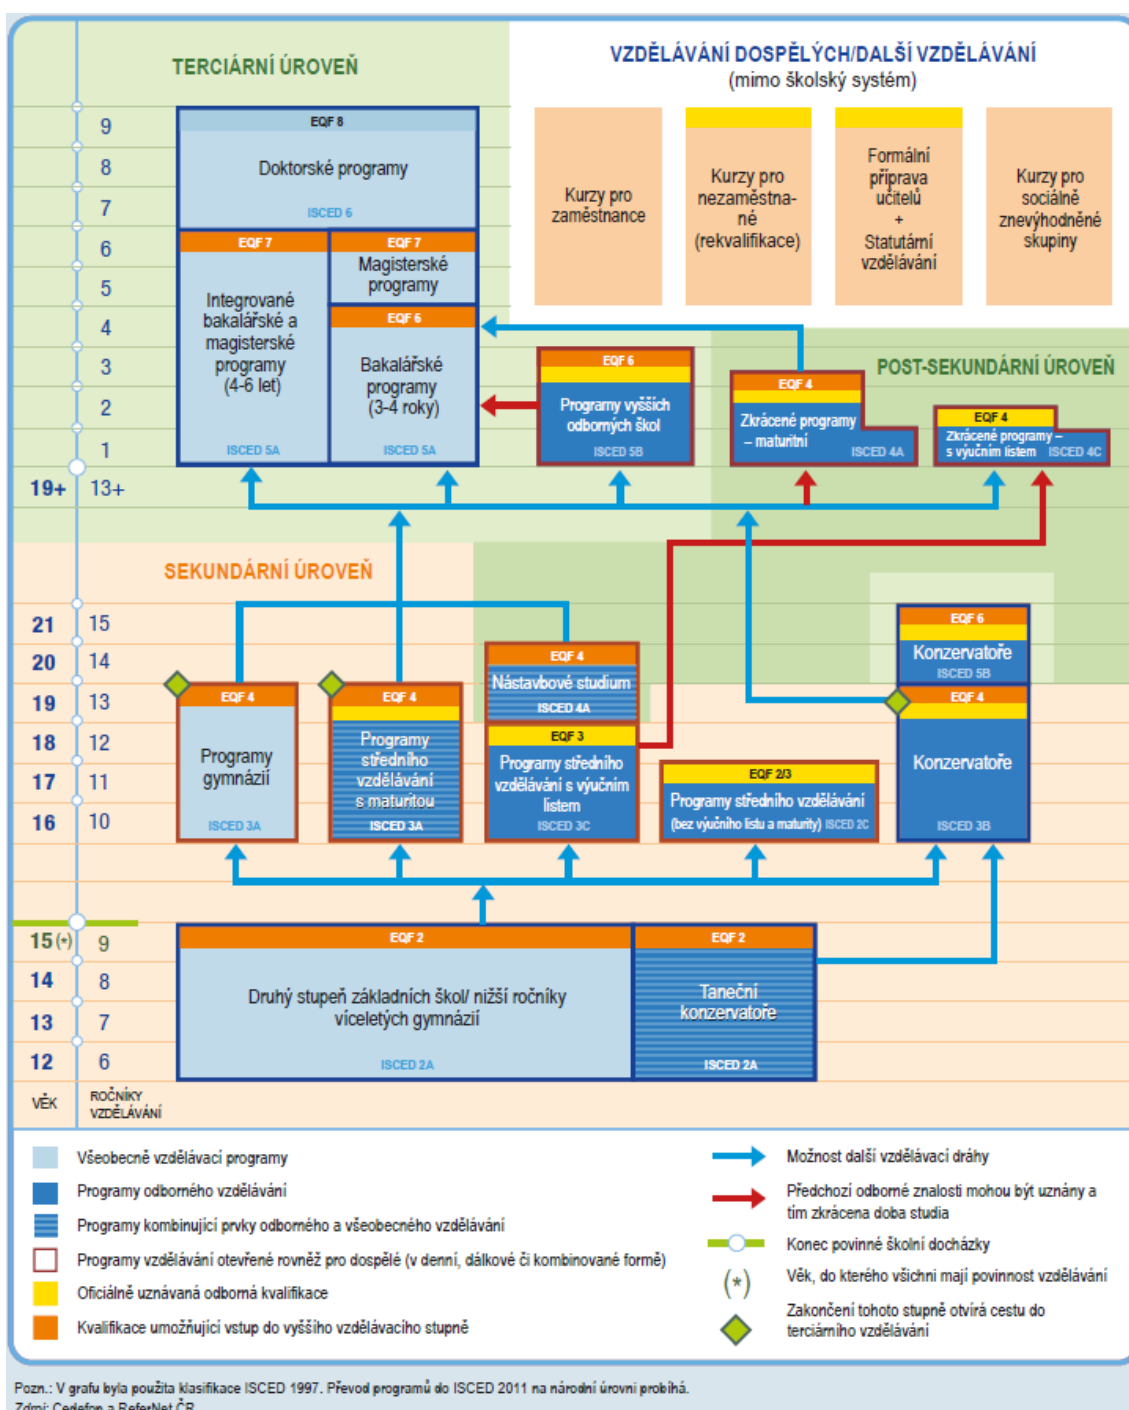 TERCIÁRNÍ ÚROVEŇ
VZDĚLÁVÁNÍ DOSPĚLÝCH/DALŠÍ VZDĚLÁVÁNÍ
(mimo školský systém)
Kurzy pro
zaměstnance
Kurzy pro
nezaměstna-
né
(rekvalifikace)
Formální
příprava
učitelů
+
Statutární
vzdělávání
Kurzy pro
sociálně
znevýhodněné
skupiny
9
8
7
6
5
4
3
2
1
19+ 13+
EQF 8
Doktorské programy
ISCED 6
EQF 7
Integrované
bakalářské a
magisterské
programy
(4-6 let)
ISCED 5A
EQF 7
Magisterské
programy
EQF 6
Bakalářské
programy
(3-4 roky)
ISCED 5A
EQF 6
Programy vyšších
odborných škol
ISCED 5B
POST-SEKUNDÁRNÍ ÚROVEŇ
EQF 4
Zkrácené programy
– maturitní
ISCED 4A
EQF 4
Zkrácené programy –
s výučním listem ISCED 4C
SEKUNDÁRNÍ ÚROVEŇ
21 15
20 14
19 13
18 12
17 11
16 10
EQF 4
Programy
gymnázií
ISCED 3A
EQF 4
Programy
středního
vzdělávání
s maturitou
ISCED 3A
EQF 4
Nástavbové studium
ISCED 4A
EQF 3
Programy středního
vzdělávání s výučním
listem
ISCED 3C
EQF 2/3
Programy středního vzdělávání
(bez výučního listu a maturity) ISCED 2C
EQF 6
Konzervatoře
ISCED 5B
EQF 4
Konzervatoře
ISCED 3B
15 (*) 9
14 8
13 7
12 6
VĚK
ROČNÍKY
VZDĚLÁVÁNÍ
EQF 2
Druhý stupeň základních škol/ nižší ročníky
víceletých gymnázií
ISCED 2A
EQF 2
Taneční
konzervatoře
ISCED 2A
Všeobecně vzdělávací programy
Programy odborného vzdělávání
Programy kombinující prvky odborného a všeobecného vzdělávání
Programy vzdělávání otevřené rovněž pro dospělé (v denní, dálkové či kombinované formě)
Oficiálně uznávaná odborná kvalifikace
Kvalifikace umožňující vstup do vyššího vzdělávacího stupně
Možnost další vzdělávací dráhy
Předchozí odborné znalosti mohou být uznány a
tím zkrácena doba studia
Konec povinné školní docházky
(*) Věk, do kterého všichni mají povinnost vzdělávání
Zakončení tohoto stupně otvírá cestu do
terciárního vzdělávání
Pozn.: V grafu byla použita klasifikace ISCED 1997. Převod programů do ISCED 2011 na národní úrovni probíhá.
Zdroj: Cedefop a ReferNet ČR